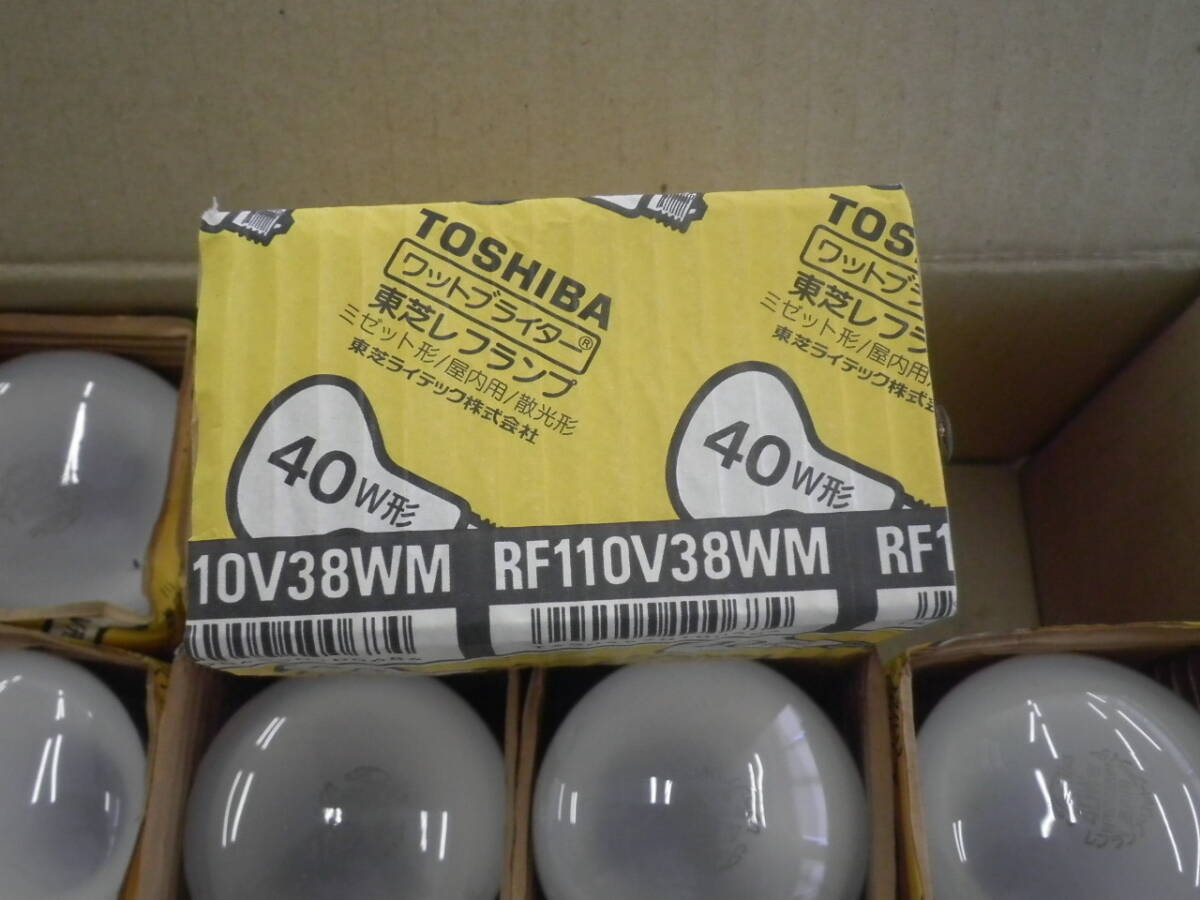 TOSHIBA
ワットブライター®
東芝レフランプ
三ゼット形/屋内用/散光形
東芝ライテック株式会社
40W形
TOS
ワットブラ
東芝レフラ
三ゼット形/屋内用/
東芝ライテック株式会
40W形
10V38WM
RF110V38WM
RF1
レフラン